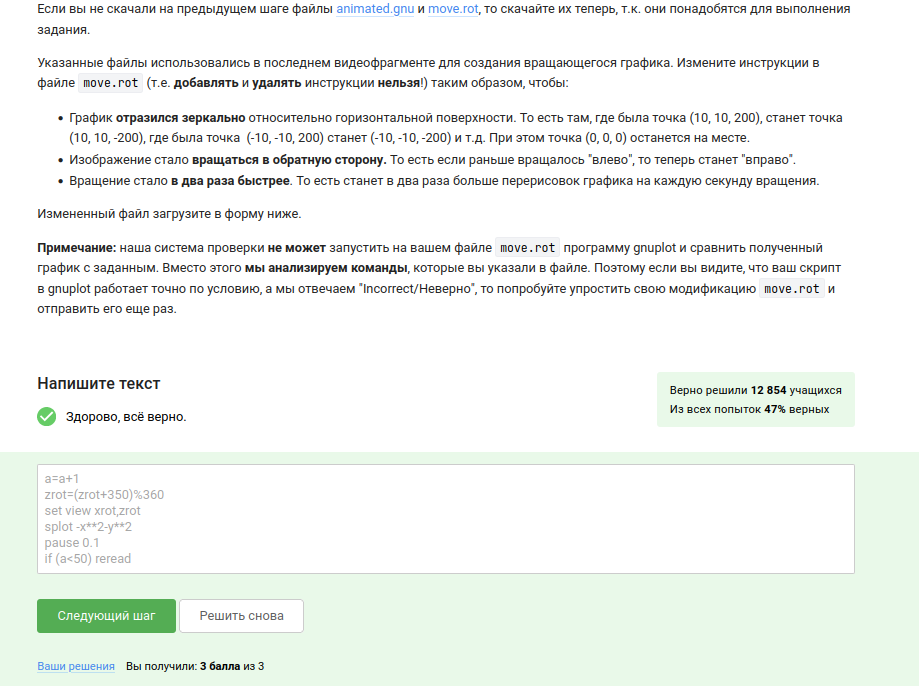 Если вы не скачали на предыдущем шаге файлы animated.gnu и move.rot, то скачайте их теперь, т.к. они понадобятся для выполнения
задания.
Указанные файлы использовались в последнем видеофрагменте для создания вращающегося графика. Измените инструкции в
файле move.rot (т.е. добавлять и удалять инструкции нельзя!) таким образом, чтобы:
• График отразился зеркально относительно горизонтальной поверхности. То есть там, где была точка (10, 10, 200), станет точка
(10, 10, -200), где была точка (-10, -10, 200) станет (-10, -10, -200) и т.д. При этом точка (0, 0, 0) останется на месте.
• Изображение стало вращаться в обратную сторону. То есть если раньше вращалось "влево", то теперь станет "вправо".
• Вращение стало в два раза быстрее. То есть станет в два раза больше перерисовок графика на каждую секунду вращения.
Измененный файл загрузите в форму ниже.
Примечание: наша система проверки не может запустить на вашем файле move.rot программу gnuplot и сравнить полученный
график с заданным. Вместо этого мы анализируем команды, которые вы указали в файле. Поэтому если вы видите, что ваш скрипт
в gnuplot работает точно по условию, а мы отвечаем "Incorrect/Неверно", то попробуйте упростить свою модификацию move.rot и
отправить его еще раз.
Напишите текст
Здорово, всё верно.
Верно решили 12 854 учащихся
Из всех попыток 47% верных
a=a+1
zrot=(zrot+350)%360
set view xrot,zrot
splot -x**2-y**2
pause 0.1
if (a<50) reread
Следующий шаг
Решить снова
Ваши решения Вы получили: 3 балла из 3